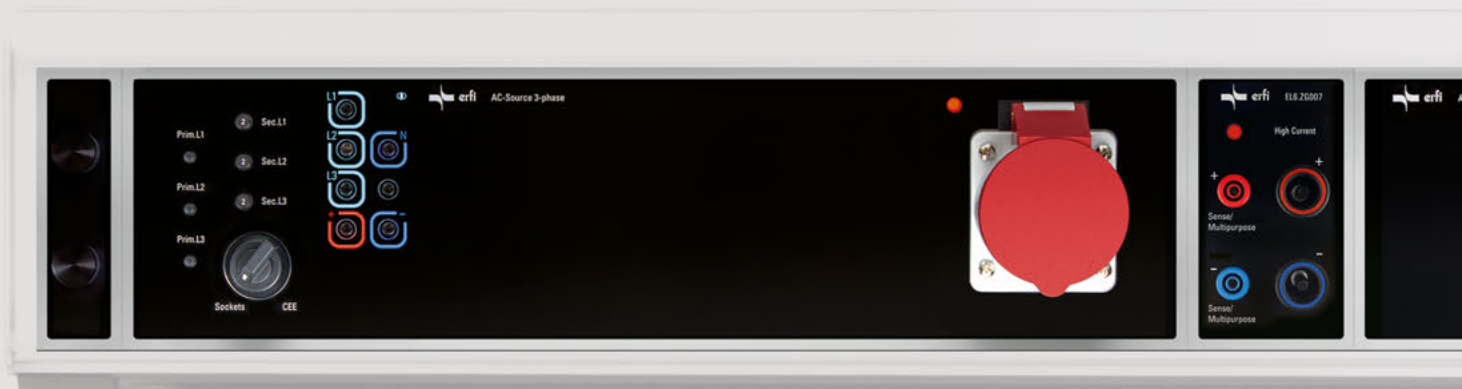 Prim.L1
Prim.L2
Prim.L3
2
Sec.L1
2
Sec.L2
2
Sec.L3
Sockets
CEE
L1
L2
N
L3
+
-
erfi
AC-Source 3-phase
erfi
EL6.ZG007
High Current
+
+
Sense/
Multipurpose
-
-
Sense/
Multipurpose
erfi
A